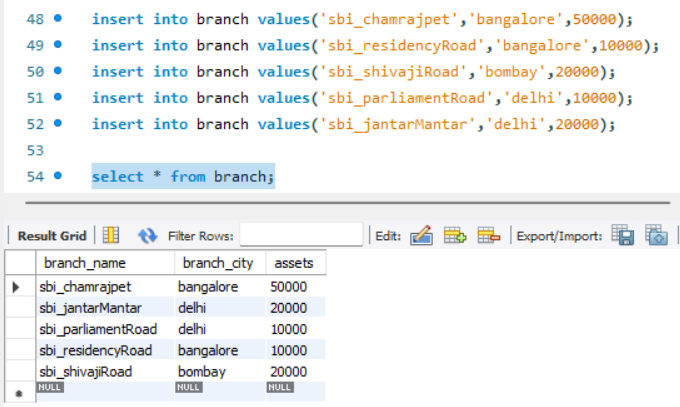 48 insert into branch values('sbi_chamrajpet','bangalore',50000);
49 insert into branch values('sbi_residencyRoad','bangalore',10000);
50 insert into branch values('sbi_shivajiRoad','bombay',20000);
51 insert into branch values('sbi_parliamentRoad','delhi',10000);
52 insert into branch values('sbi_jantarMantar','delhi',20000);
53
54 select * from branch;
Result Grid Filter Rows: Edit: Export/Import:
branch_name branch_city assets
sbi_chamrajpet bangalore 50000
sbi_jantarMantar delhi 20000
sbi_parliamentRoad delhi 10000
sbi_residencyRoad bangalore 10000
sbi_shivajiRoad bombay 20000
NULL NULL NULL